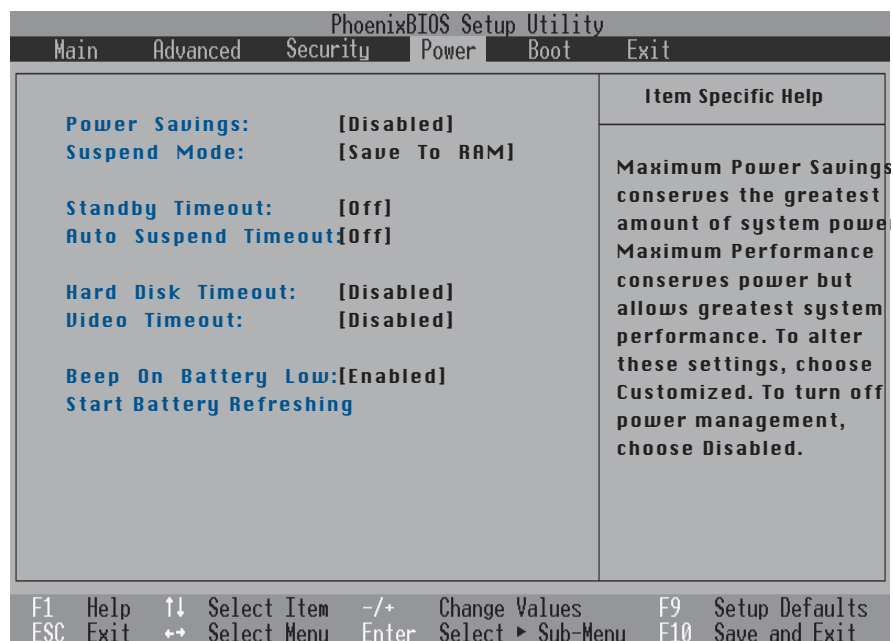 PhoenixBIOS Setup Utility
Main Advanced Security Power Boot Exit
Power Savings: [Disabled]
Suspend Mode: [Save To RAM]
Standby Timeout: [Off]
Auto Suspend Timeout:[Off]
Hard Disk Timeout: [Disabled]
Video Timeout: [Disabled]
Beep On Battery Low:[Enabled]
Start Battery Refreshing
Item Specific Help
Maximum Power Savings
conserves the greatest
amount of system power
Maximum Performance
conserves power but
allows greatest system
performance. To alter
these settings, choose
Customized. To turn off
power management,
choose Disabled.
F1 Help ↑↓ Select Item -/+ Change Values F9 Setup Defaults
ESC Exit ←→ Select Menu Enter Select ▸ Sub-Menu F10 Save and Exit